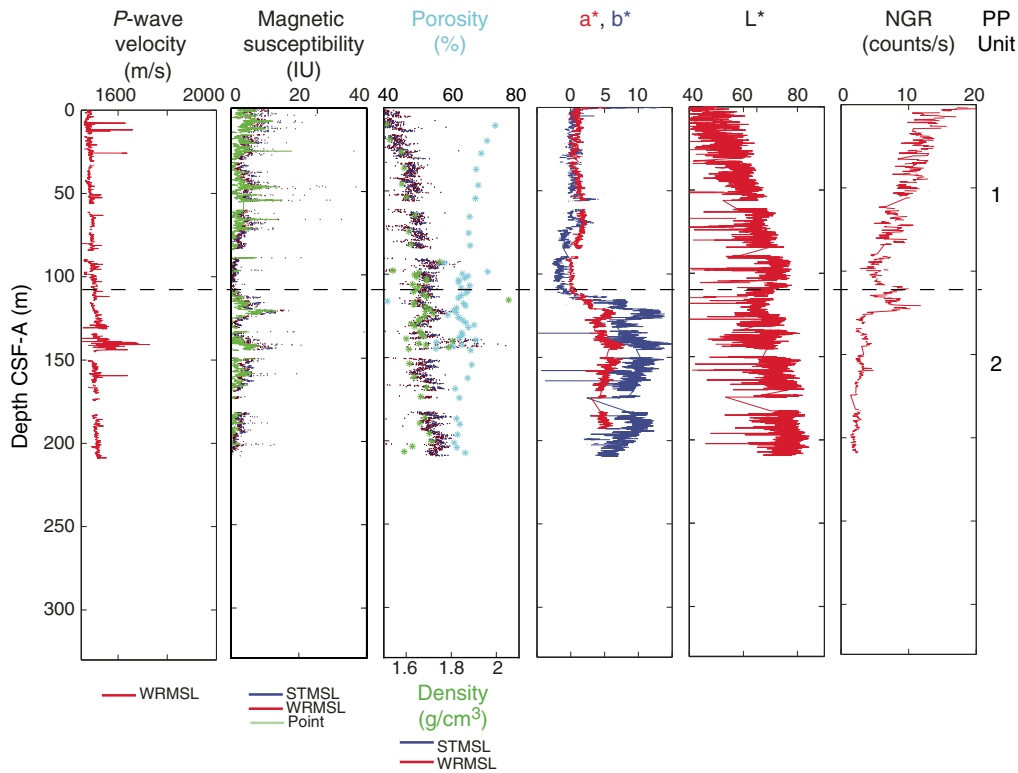 P-wave velocity (m/s)
Magnetic susceptibility (IU)
Porosity (%)
a*, b*
L*
NGR (counts/s)
PP Unit
1600 2000
0 20 40
40 60 80
0 5 10
40 60 80
0 10 20
Depth CSF-A (m)
0
50
100
150
200
250
300
1
2
1.6 1.8 2
Density (g/cm³)
WRMSL
STMSL
WRMSL
Point
STMSL
WRMSL